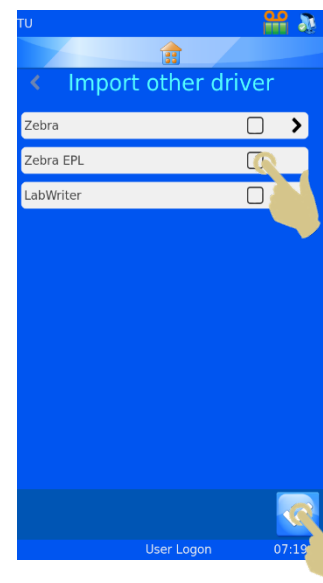 TU
Import other driver
Zebra
Zebra EPL
LabWriter
User Logon
07:19